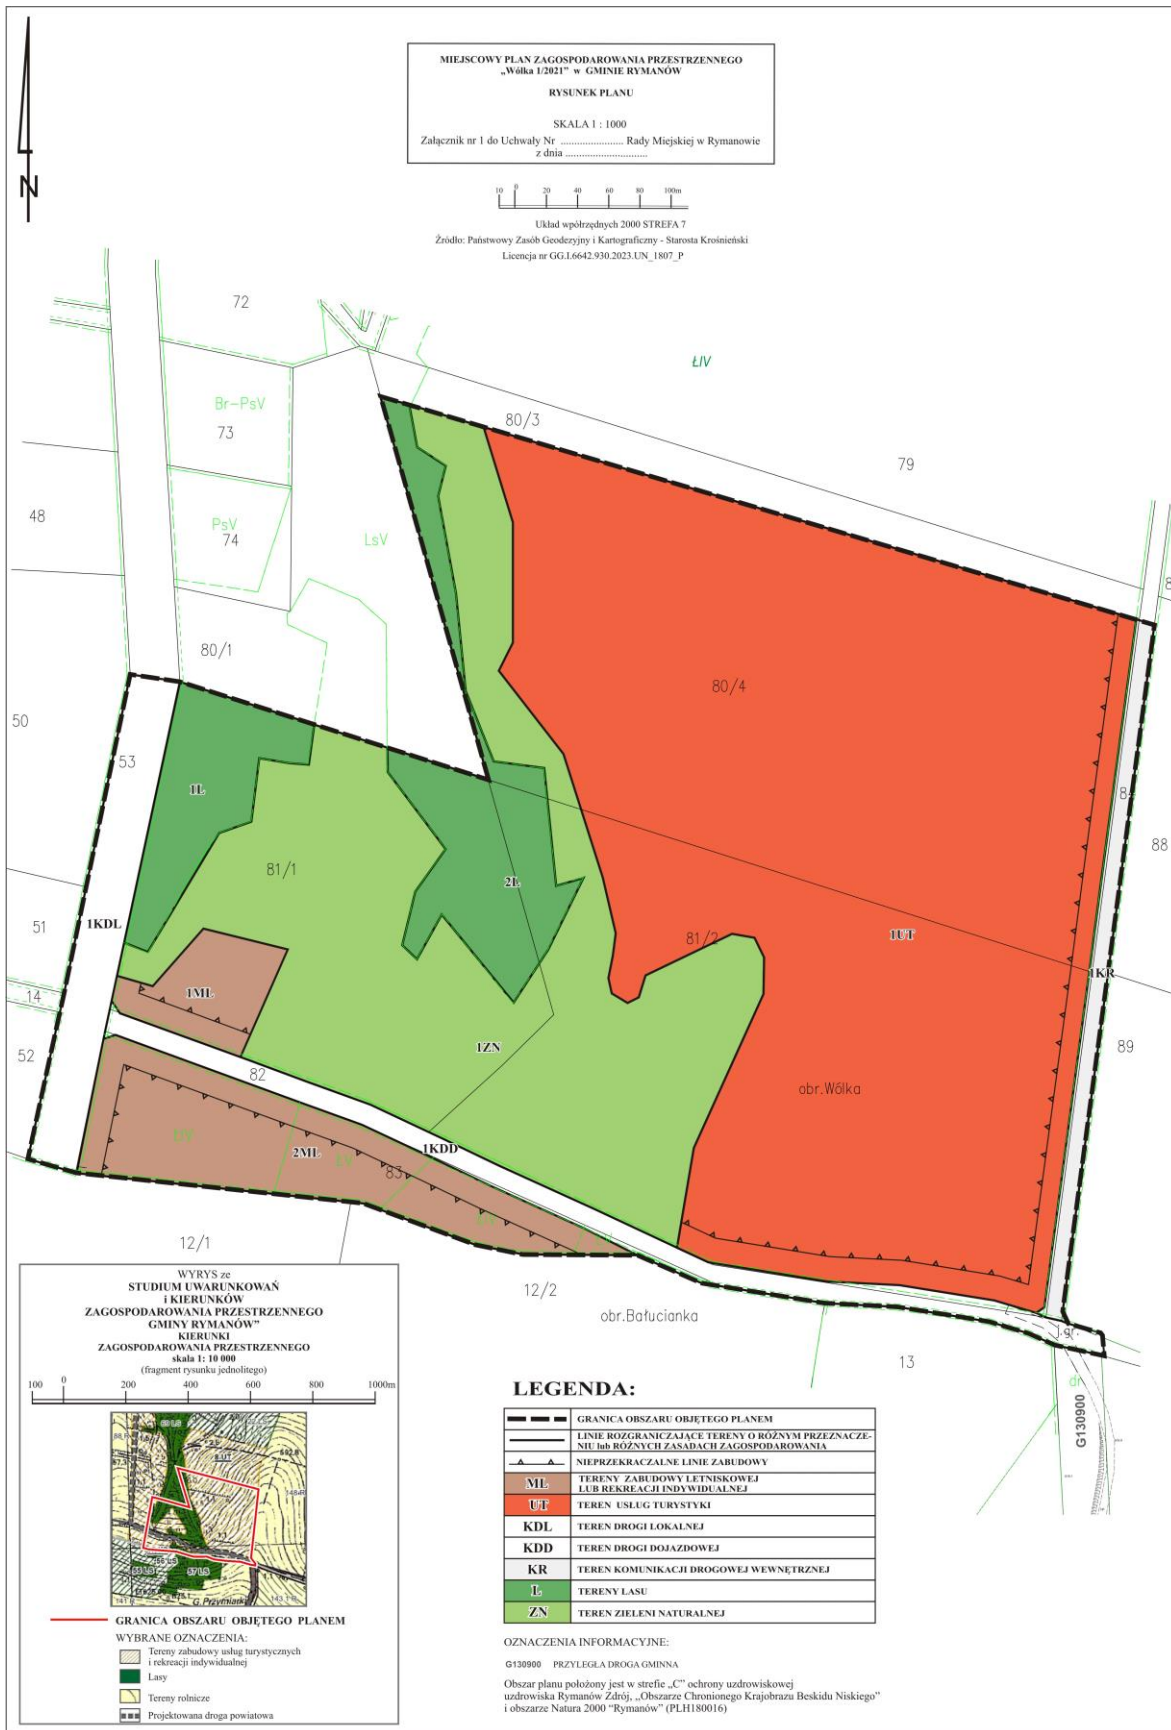 MIEJSCOWY PLAN ZAGOSPODAROWANIA PRZESTRZENNEGO
„Wólka 1/2021” w GMINIE RYMANÓW
RYSUNEK PLANU
SKALA 1 : 1000
Załącznik nr 1 do Uchwały Nr ...................... Rady Miejskiej w Rymanowie
z dnia .............................
N
10 0 20 40 60 80 100m
Układ wpółrzędnych 2000 STREFA 7
Źródło: Państwowy Zasób Geodezyjny i Kartograficzny - Starosta Krośnieński
Licencja nr GG.I.6642.930.2023.UN_1807_P
72
ŁIV
Br-PsV
73
80/3
79
48
PsV
74
LsV
80/1
80/4
50
53
1L
84
88
81/1
2L
51
1KDL
81/2
1UT
1KR
14
1ML
52
1ZN
89
82
obr.Wólka
2ML
1KDD
83
12/1
12/2
obr.Bałucianka
13
dr
G130900
WYRYS ze
STUDIUM UWARUNKOWAŃ
i KIERUNKÓW
ZAGOSPODAROWANIA PRZESTRZENNEGO
GMINY RYMANÓW”
KIERUNKI
ZAGOSPODAROWANIA PRZESTRZENNEGO
skala 1: 10 000
(fragment rysunku jednolitego)
100 0 200 400 600 800 1000m
G. Przymiarki
GRANICA OBSZARU OBJĘTEGO PLANEM
WYBRANE OZNACZENIA:
Tereny zabudowy usług turystycznych
i rekreacji indywidualnej
Lasy
Tereny rolnicze
Projektowana droga powiatowa
LEGENDA:
GRANICA OBSZARU OBJĘTEGO PLANEM
LINIE ROZGRANICZAJĄCE TERENY O RÓŻNYM PRZEZNACZE-
NIU lub RÓŻNYCH ZASADACH ZAGOSPODAROWANIA
NIEPRZEKRACZALNE LINIE ZABUDOWY
ML TERENY ZABUDOWY LETNISKOWEJ
LUB REKREACJI INDYWIDUALNEJ
UT TEREN USŁUG TURYSTYKI
KDL TEREN DROGI LOKALNEJ
KDD TEREN DROGI DOJAZDOWEJ
KR TEREN KOMUNIKACJI DROGOWEJ WEWNĘTRZNEJ
L TERENY LASU
ZN TEREN ZIELENI NATURALNEJ
OZNACZENIA INFORMACYJNE:
G130900 PRZYLEGŁA DROGA GMINNA
Obszar planu położony jest w strefie „C” ochrony uzdrowiskowej
uzdrowiska Rymanów Zdrój, „Obszarze Chronionego Krajobrazu Beskidu Niskiego”
i obszarze Natura 2000 “Rymanów” (PLH180016)